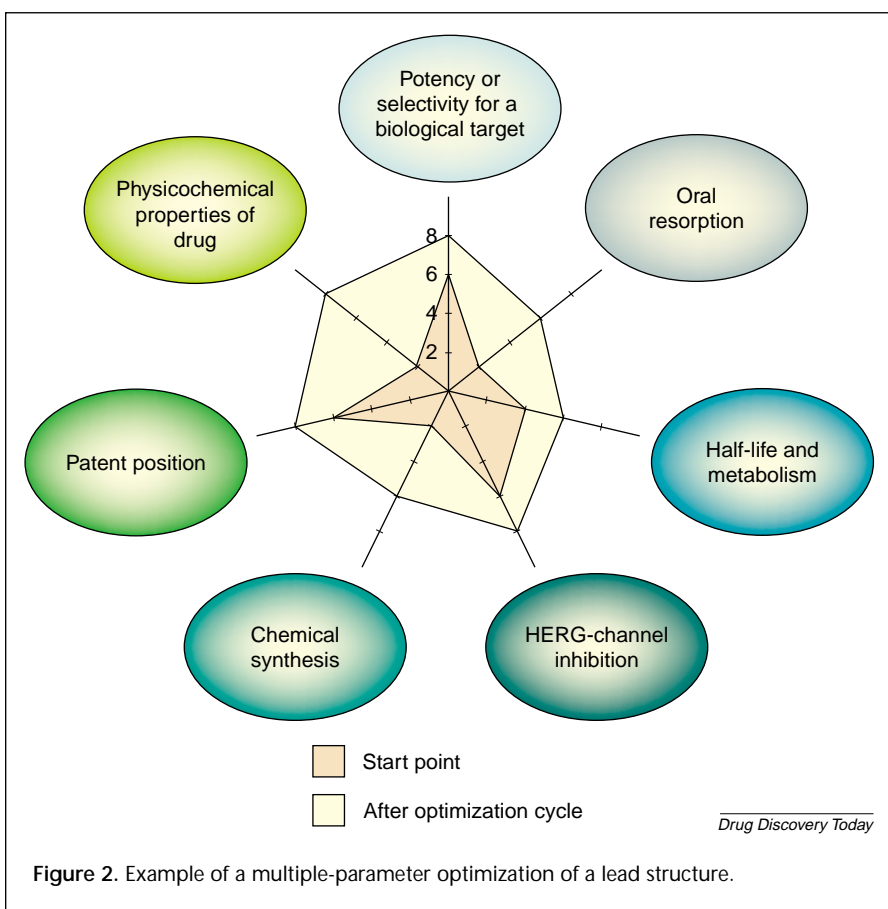 Potency or
selectivity for a
biological target
Physicochemical
properties of
drug
Oral
resorption
8
6
4
2
Patent position
Half-life and
metabolism
Chemical
synthesis
HERG-channel
inhibition
Start point
After optimization cycle
Drug Discovery Today
Figure 2. Example of a multiple-parameter optimization of a lead structure.